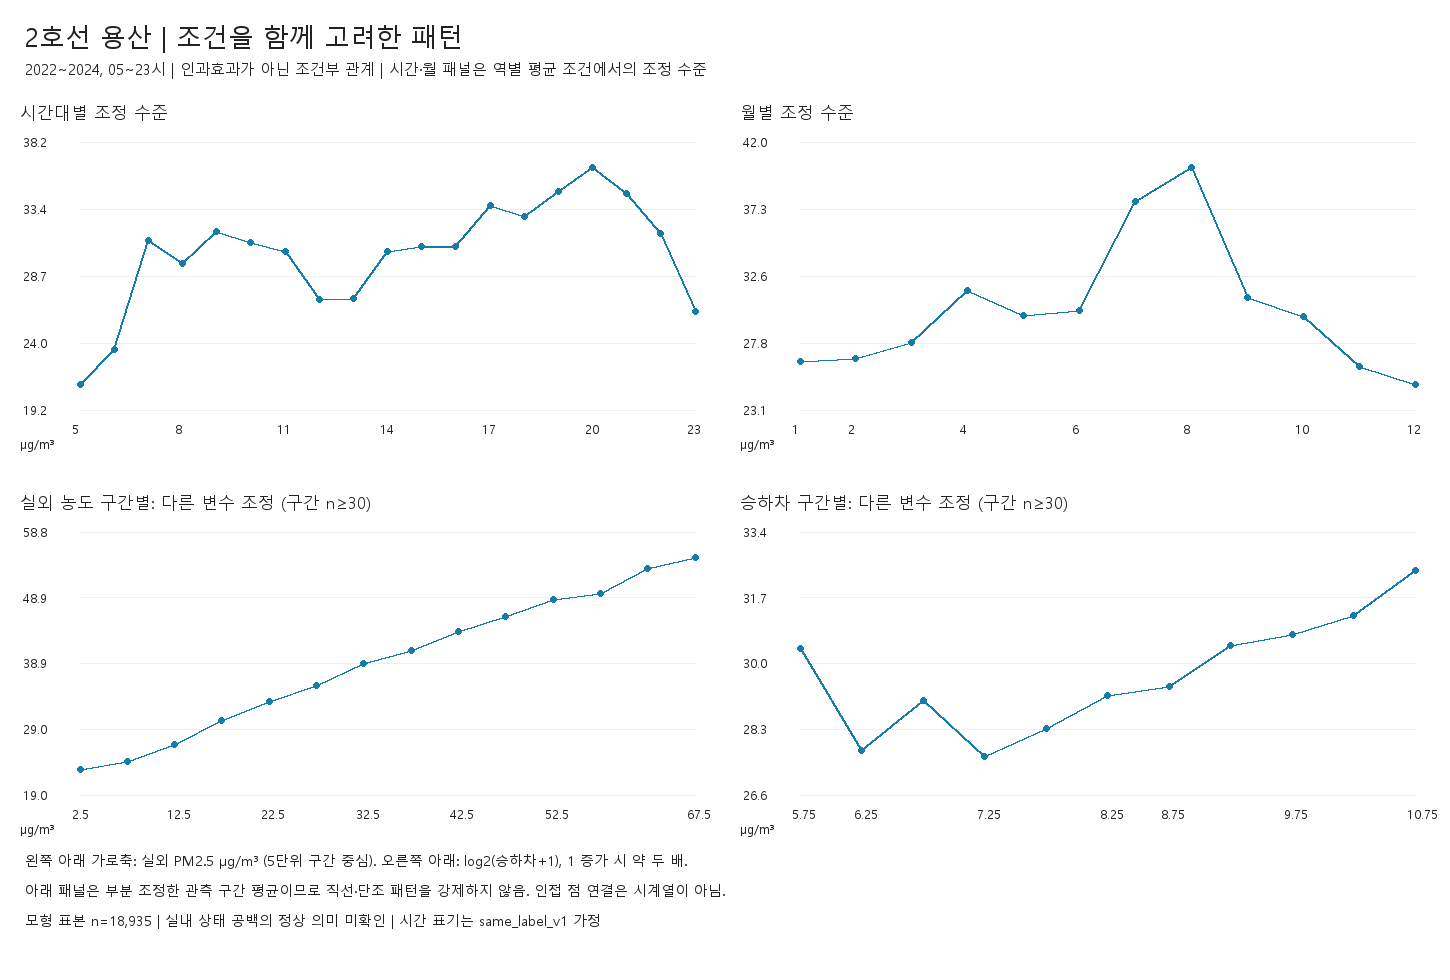 2호선 용산 | 조건을 함께 고려한 패턴
2022~2024, 05~23시 | 인과효과가 아닌 조건부 관계 | 시간·월 패널은 역별 평균 조건에서의 조정 수준
시간대별 조정 수준
38.2
33.4
28.7
24.0
19.2
5 8 11 14 17 20 23
µg/m³
월별 조정 수준
42.0
37.3
32.6
27.8
23.1
1 2 4 6 8 10 12
µg/m³
실외 농도 구간별: 다른 변수 조정 (구간 n≥30)
58.8
48.9
38.9
29.0
19.0
2.5 12.5 22.5 32.5 42.5 52.5 67.5
µg/m³
승하차 구간별: 다른 변수 조정 (구간 n≥30)
33.4
31.7
30.0
28.3
26.6
5.75 6.25 7.25 8.25 8.75 9.75 10.75
µg/m³
왼쪽 아래 가로축: 실외 PM2.5 µg/m³ (5단위 구간 중심). 오른쪽 아래: log2(승하차+1), 1 증가 시 약 두 배.
아래 패널은 부분 조정한 관측 구간 평균이므로 직선·단조 패턴을 강제하지 않음. 인접 점 연결은 시계열이 아님.
모형 표본 n=18,935 | 실내 상태 공백의 정상 의미 미확인 | 시간 표기는 same_label_v1 가정